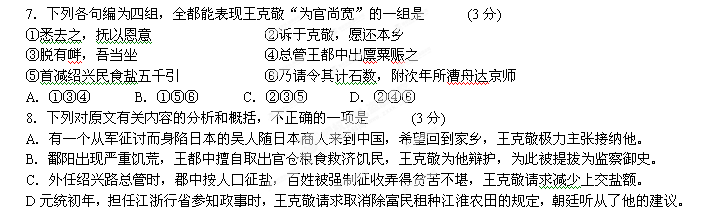 7．下列各句编为四组，全都能表现王克敬“为官尚宽”的一组是 (3分)
①悉去之，抚以恩意 ②诉于克敬，愿还本乡
③脱有衅，吾当坐 ④总管王都中出廪粟赈之
⑤首减绍兴民食盐五千引 ⑥乃请令其计石数，附次年所漕舟达京师
A．①③④ B．①⑤⑥ C．②③⑤ D．②④⑥
8．下列对原文有关内容的分析和概括，不正确的一项是 (3分)
A．有一个从军征讨而身陷日本的吴人随日本商人来到中国，希望回到家乡，王克敬极力主张接纳他。
B．鄱阳出现严重饥荒，王都中擅自取出官仓粮食救济饥民，王克敬为他辩护，为此被提拔为监察御史。
C．外任绍兴路总管时，郡中按人口征盐，百姓被强制征收弄得贫苦不堪，王克敬请求减少上交盐额。
D 元统初年，担任江浙行省参知政事时，王克敬请求取消除富民租种江淮农田的规定，朝廷听从了他的建议。